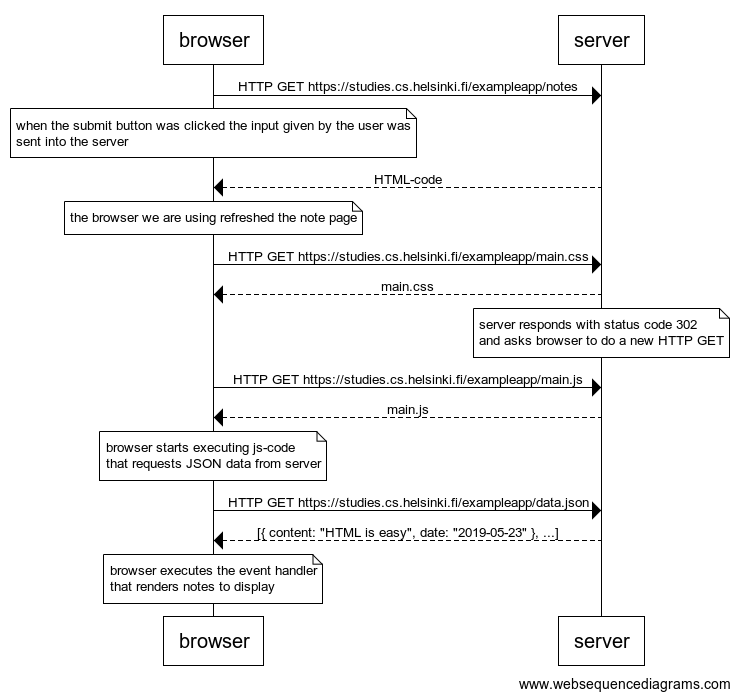 browser
server
HTTP GET https://studies.cs.helsinki.fi/exampleapp/notes
when the submit button was clicked the input given by the user was
sent into the server
HTML-code
the browser we are using refreshed the note page
HTTP GET https://studies.cs.helsinki.fi/exampleapp/main.css
main.css
server responds with status code 302
and asks browser to do a new HTTP GET
HTTP GET https://studies.cs.helsinki.fi/exampleapp/main.js
main.js
browser starts executing js-code
that requests JSON data from server
HTTP GET https://studies.cs.helsinki.fi/exampleapp/data.json
[{ content: "HTML is easy", date: "2019-05-23" }, ...]
browser executes the event handler
that renders notes to display
browser
server
www.websequencediagrams.com